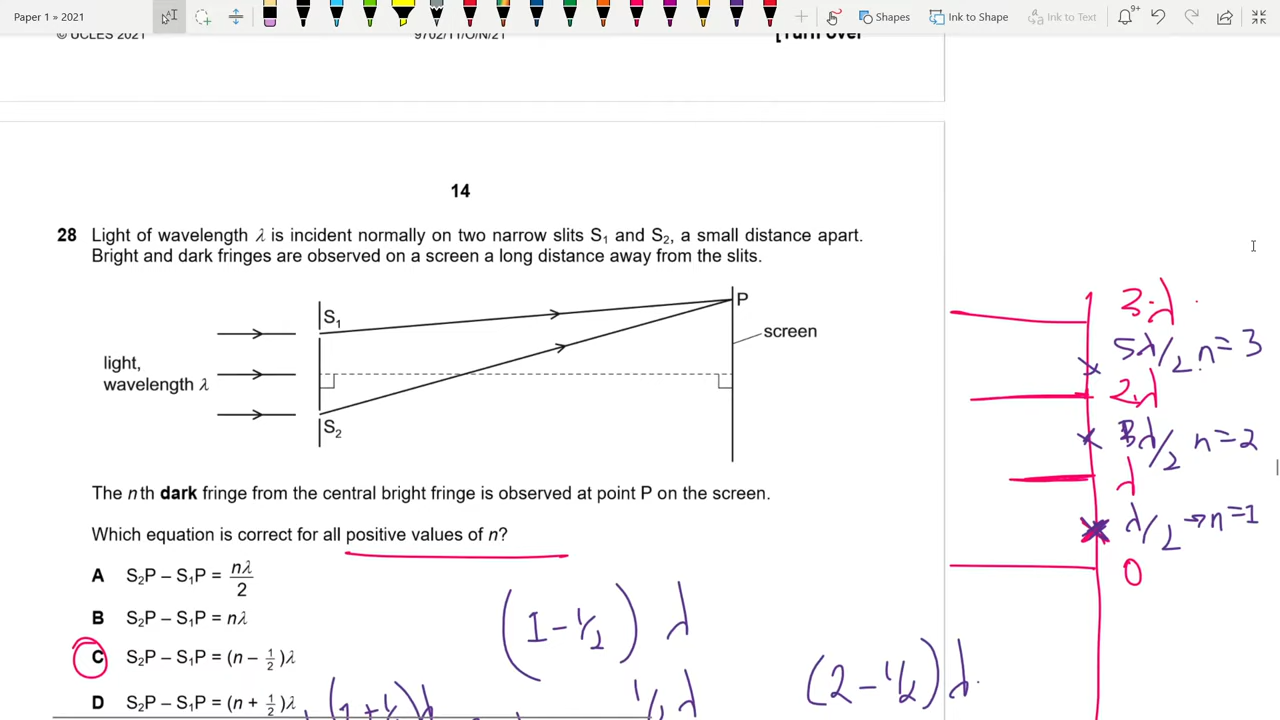 Paper 1 » 2021
Shapes
Ink to Shape
Ink to Text
9+
© UCLES 2021
9702/11/O/N/21
[Turn over
14
28 Light of wavelength λ is incident normally on two narrow slits S₁ and S₂, a small distance apart.
Bright and dark fringes are observed on a screen a long distance away from the slits.
S₁
P
screen
light,
wavelength λ
S₂
The nth dark fringe from the central bright fringe is observed at point P on the screen.
Which equation is correct for all positive values of n?
A S₂P – S₁P = nλ/2
B S₂P – S₁P = nλ
C S₂P – S₁P = (n – 1/2)λ
D S₂P – S₁P = (n + 1/2)λ
3λ
5λ/2 n=3
2λ
3λ/2 n=2
λ
λ/2 → n=1
0
(1 – 1/2) λ
1/2 λ
(2 – 1/2) λ